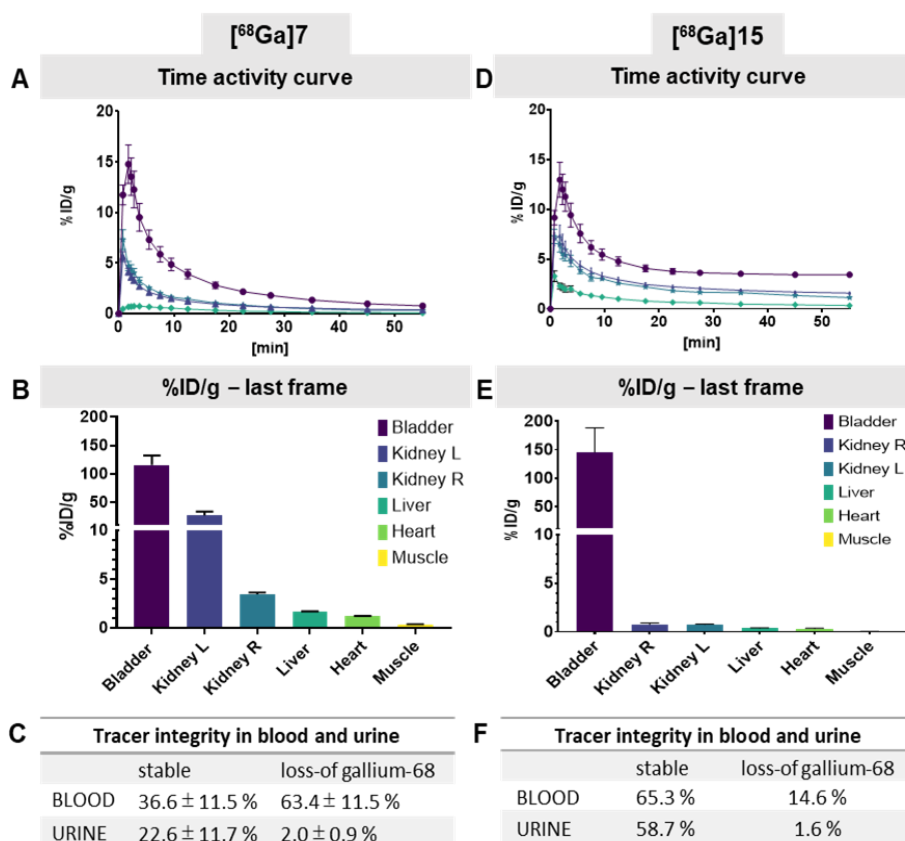 [⁶⁸Ga]7
A Time activity curve
20
15
10
5
0
% ID/g
0 10 20 30 40 50
[min]
B %ID/g – last frame
200
150
100
50
10
5
0
%ID/g
Bladder
Kidney L
Kidney R
Liver
Heart
Muscle
Bladder
Kidney L
Kidney R
Liver
Heart
Muscle
C Tracer integrity in blood and urine
stable loss-of gallium-68
BLOOD 36.6 ± 11.5 % 63.4 ± 11.5 %
URINE 22.6 ± 11.7 % 2.0 ± 0.9 %
[⁶⁸Ga]15
D Time activity curve
20
15
10
5
0
% ID/g
0 10 20 30 40 50
[min]
E %ID/g – last frame
200
150
100
50
10
5
0
% ID/g
Bladder
Kidney R
Kidney L
Liver
Heart
Muscle
Bladder
Kidney R
Kidney L
Liver
Heart
Muscle
F Tracer integrity in blood and urine
stable loss-of gallium-68
BLOOD 65.3 % 14.6 %
URINE 58.7 % 1.6 %